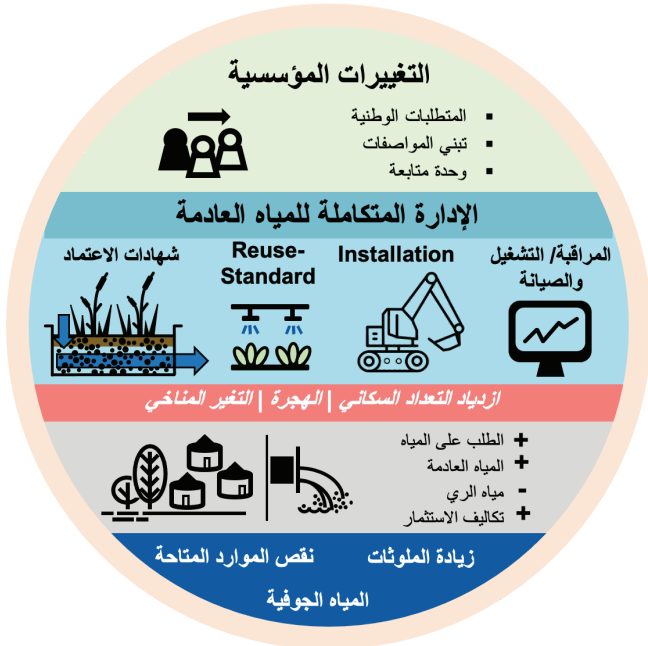 التغييرات المؤسسية
▪ المتطلبات الوطنية
▪ تبني المواصفات
▪ وحدة متابعة
الإدارة المتكاملة للمياه العادمة
المراقبة/ التشغيل
والصيانة
Installation
Reuse-
Standard
شهادات الاعتماد
ازدياد التعداد السكاني | الهجرة | التغير المناخي
+ الطلب على المياه
+ المياه العادمة
- مياه الري
+ تكاليف الاستثمار
زيادة الملوثات
نقص الموارد المتاحة
المياه الجوفية